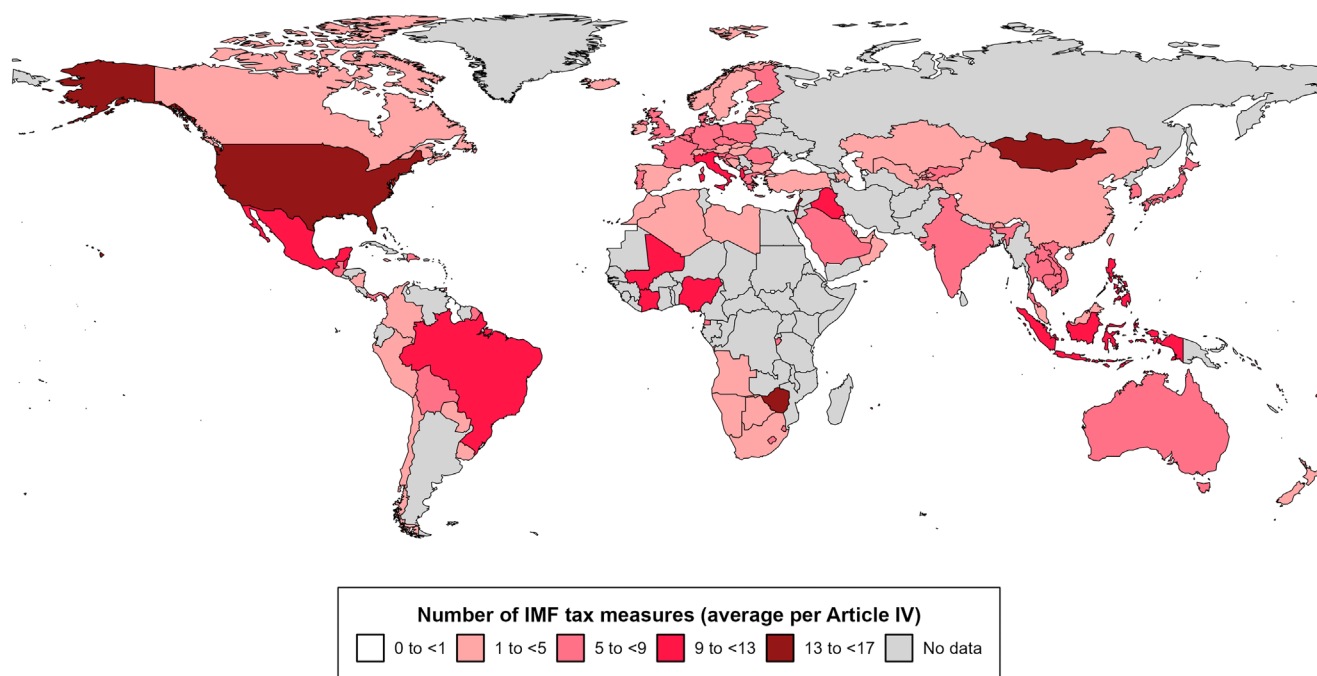 Number of IMF tax measures (average per Article IV)
0 to <1 1 to <5 5 to <9 9 to <13 13 to <17 No data